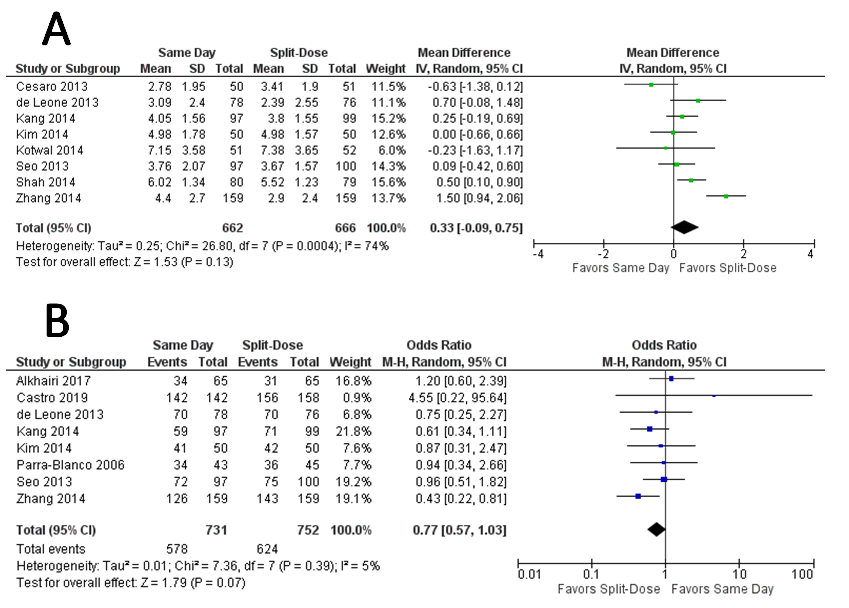 A
Same Day Split-Dose Mean Difference Mean Difference
Study or Subgroup Mean SD Total Mean SD Total Weight IV, Random, 95% CI IV, Random, 95% CI
Cesaro 2013 2.78 1.95 50 3.41 1.9 51 11.5% -0.63 [-1.38, 0.12]
de Leone 2013 3.09 2.4 78 2.39 2.55 76 11.1% 0.70 [-0.08, 1.48]
Kang 2014 4.05 1.56 97 3.8 1.55 99 15.2% 0.25 [-0.19, 0.69]
Kim 2014 4.98 1.78 50 4.98 1.57 50 12.6% 0.00 [-0.66, 0.66]
Kotwal 2014 7.15 3.58 51 7.38 3.65 52 6.0% -0.23 [-1.63, 1.17]
Seo 2013 3.76 2.07 97 3.67 1.57 100 14.3% 0.09 [-0.42, 0.60]
Shah 2014 6.02 1.34 80 5.52 1.23 79 15.6% 0.50 [0.10, 0.90]
Zhang 2014 4.4 2.7 159 2.9 2.4 159 13.7% 1.50 [0.94, 2.06]
Total (95% CI) 662 666 100.0% 0.33 [-0.09, 0.75]
Heterogeneity: Tau² = 0.25; Chi² = 26.80, df = 7 (P = 0.0004); I² = 74%
Test for overall effect: Z = 1.53 (P = 0.13)
-4 -2 0 2 4
Favors Same Day Favors Split-Dose
B
Same Day Split-Dose Odds Ratio Odds Ratio
Study or Subgroup Events Total Events Total Weight M-H, Random, 95% CI M-H, Random, 95% CI
Alkhairi 2017 34 65 31 65 16.8% 1.20 [0.60, 2.39]
Castro 2019 142 142 156 158 0.9% 4.55 [0.22, 95.64]
de Leone 2013 70 78 70 76 6.8% 0.75 [0.25, 2.27]
Kang 2014 59 97 71 99 21.8% 0.61 [0.34, 1.11]
Kim 2014 41 50 42 50 7.6% 0.87 [0.31, 2.47]
Parra-Blanco 2006 34 43 36 45 7.7% 0.94 [0.34, 2.66]
Seo 2013 72 97 75 100 19.2% 0.96 [0.51, 1.82]
Zhang 2014 126 159 143 159 19.1% 0.43 [0.22, 0.81]
Total (95% CI) 731 752 100.0% 0.77 [0.57, 1.03]
Total events 578 624
Heterogeneity: Tau² = 0.01; Chi² = 7.36, df = 7 (P = 0.39); I² = 5%
Test for overall effect: Z = 1.79 (P = 0.07)
0.01 0.1 1 10 100
Favors Split-Dose Favors Same Day